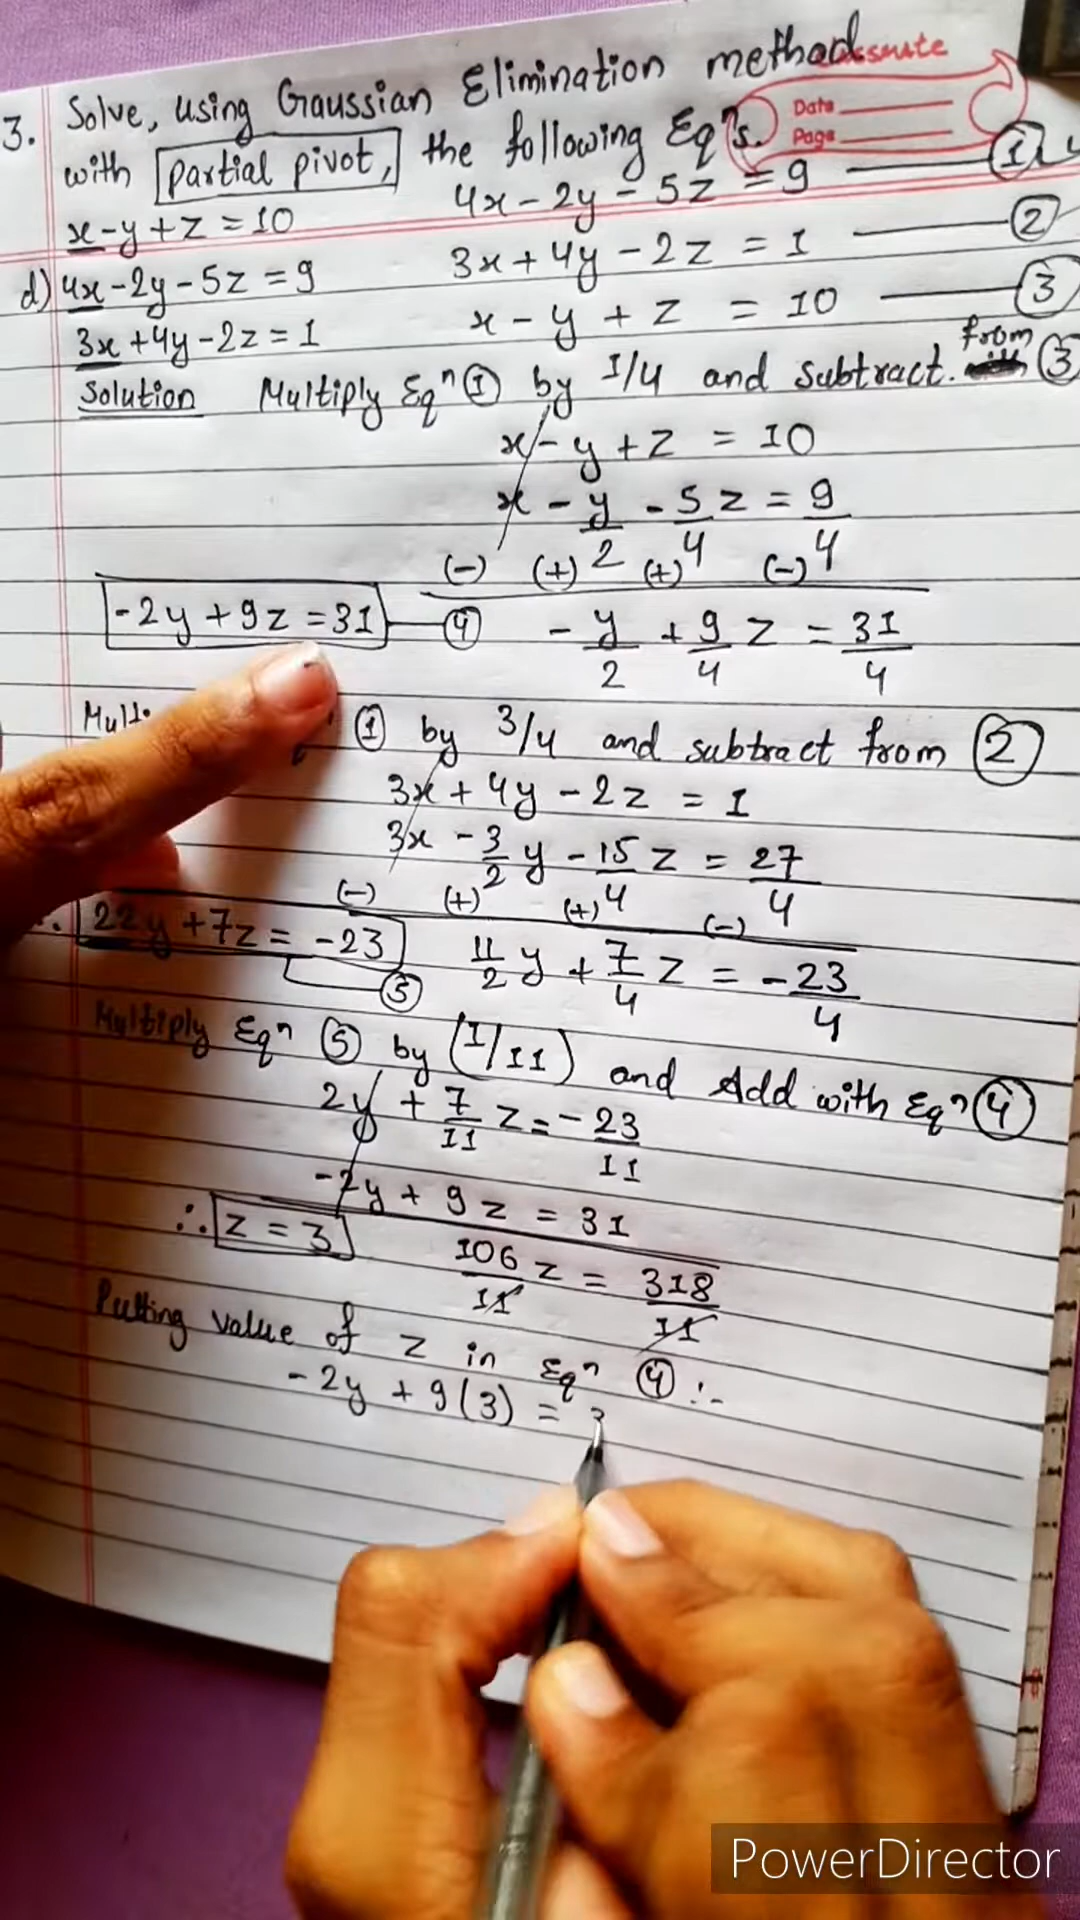 classmate
Date
Page
3. Solve, using Gaussian Elimination method
with partial pivot, the following Eqⁿs.
x - y + z = 10
d) 4x - 2y - 5z = 9
3x + 4y - 2z = 1
4x - 2y - 5z = 9 — ①
3x + 4y - 2z = 1 — ②
x - y + z = 10 — ③
Solution Multiply Eqⁿ ① by 1/4 and subtract. from ③
x - y + z = 10
x - y/2 - 5/4 z = 9/4
(-) (+) (+) (-)
- y/2 + 9/4 z = 31/4
-2y + 9z = 31 — ④
① by 3/4 and subtract from ②
3x + 4y - 2z = 1
3x - 3/2 y - 15/4 z = 27/4
(-) (+) (+) (-)
11/2 y + 7/4 z = -23/4
22y + 7z = -23 — ⑤
Multiply Eqⁿ ⑤ by (1/11) and Add with Eqⁿ ④
2y + 7/11 z = -23/11
-2y + 9z = 31
106/11 z = 318/11
∴ z = 3
Putting value of z in Eqⁿ ④ :-
-2y + 9(3) =
PowerDirector